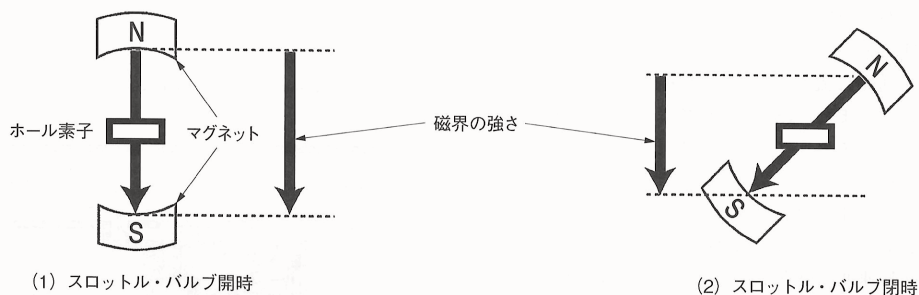 N
N
ホール素子
マグネット
磁界の強さ
S
S
(1) スロットル・バルブ開時
(2) スロットル・バルブ閉時